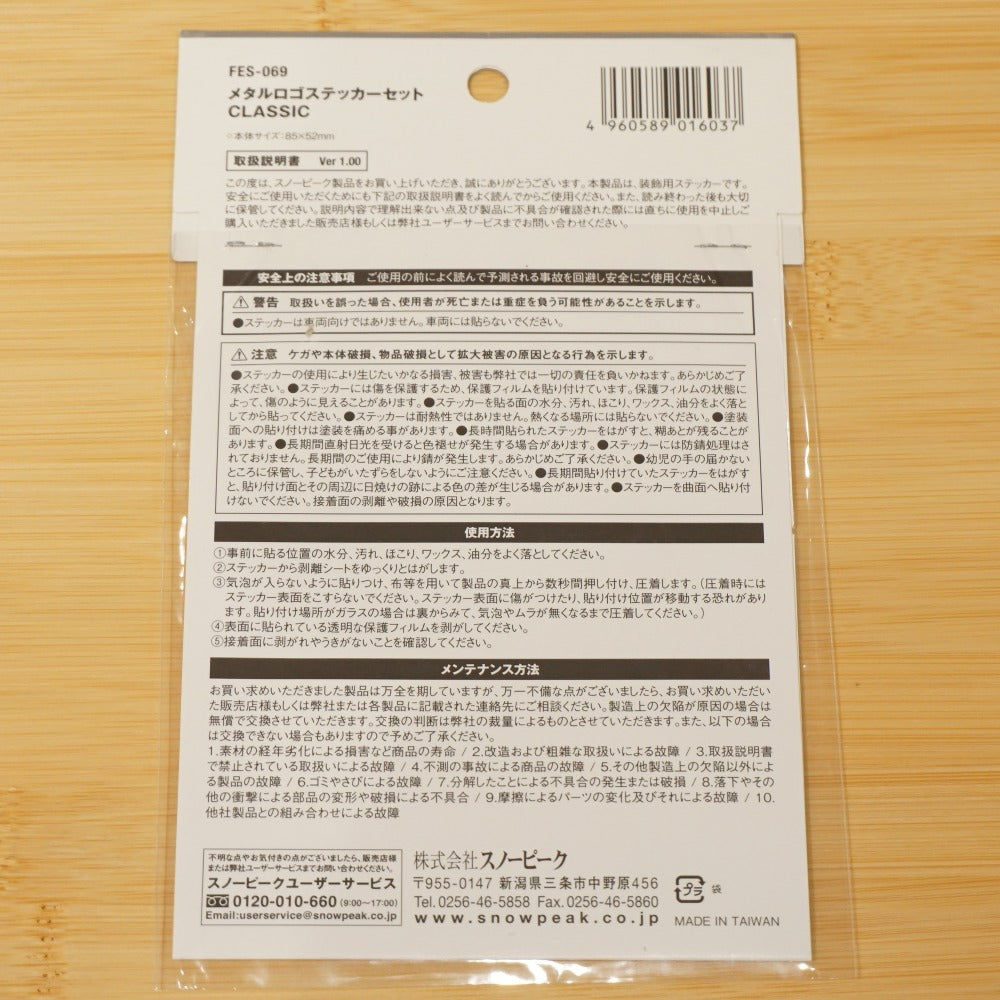 FES-069
メタルロゴステッカーセット
CLASSIC
○本体サイズ:85×52mm
4 960589 016037
取扱説明書 Ver 1.00
この度は、スノーピーク製品をお買い上げいただき、誠にありがとうございます。本製品は、装飾用ステッカーです。
安全にご使用いただくためにも下記の取扱説明書をよく読んでからご使用ください。また、読み終わった後も大切
に保管してください。説明内容で理解出来ない点及び製品に不具合が確認された際には直ちに使用を中止しご
購入いただきました販売店様もしくは弊社ユーザーサービスまでお問い合わせください。
安全上の注意事項 ご使用の前によく読んで予測される事故を回避し安全にご使用ください。
警告 取扱いを誤った場合、使用者が死亡または重症を負う可能性があることを示します。
●ステッカーは車両向けではありません。車両には貼らないでください。
注意 ケガや本体破損、物品破損として拡大被害の原因となる行為を示します。
●ステッカーの使用により生じたいかなる損害、被害も弊社では一切の責任を負いかねます。あらかじめご了
承ください。●ステッカーには傷を保護するため、保護フィルムを貼り付けています。保護フィルムの状態に
よって、傷のように見えることがあります。●ステッカーを貼る面の水分、汚れ、ほこり、ワックス、油分をよく落と
してから貼ってください。●ステッカーは耐熱性ではありません。熱くなる場所には貼らないでください。●塗装
面への貼り付けは塗装を痛める事があります。●長時間貼られたステッカーをはがすと、糊あとが残ることが
あります。●長期間直射日光を受けると色褪せが発生する場合があります。●ステッカーには防錆処理はさ
れておりません。長期間のご使用により錆が発生します。あらかじめご了承ください。●幼児の手の届かない
ところに保管し、子どもがいたずらをしないようにご注意ください。●長期間貼り付けていたステッカーをはがす
と、貼り付け面とその周辺に日焼けの跡による色の差が生じる場合があります。●ステッカーを曲面へ貼り付
けないでください。接着面の剥離や破損の原因となります。
使用方法
①事前に貼る位置の水分、汚れ、ほこり、ワックス、油分をよく落としてください。
②ステッカーから剥離シートをゆっくりとはがします。
③気泡が入らないように貼りつけ、布等を用いて製品の真上から数秒間押し付け、圧着します。(圧着時には
ステッカー表面をこすらないでください。ステッカー表面に傷がつけたり、貼り付け位置が移動する恐れがあり
ます。貼り付け場所がガラスの場合は裏からみて、気泡やムラが無くなるまで圧着してください。)
④表面に貼られている透明な保護フィルムを剥がしてください。
⑤接着面に剥がれやうきがないことを確認してください。
メンテナンス方法
お買い求めいただきました製品は万全を期していますが、万一不備な点がございましたら、お買い求めいただい
た販売店様もしくは弊社または各製品に記載された連絡先にご相談ください。製造上の欠陥が原因の場合は
無償で交換させていただきます。交換の判断は弊社の裁量によるものとさせていただきます。また、以下の場合
は交換できない場合もありますので予めご了承ください。
1.素材の経年劣化による損害など商品の寿命 / 2.改造および粗雑な取扱いによる故障 / 3.取扱説明書
で禁止されている取扱いによる故障 / 4.不測の事故による商品の故障 / 5.その他製造上の欠陥以外によ
る製品の故障 / 6.ゴミやさびによる故障 / 7.分解したことによる不具合の発生または破損 / 8.落下やその
他の衝撃による部品の変形や破損による不具合 / 9.摩擦によるパーツの変化及びそれによる故障 / 10.
他社製品との組み合わせによる故障
不明な点やお気付きの点がございましたら、販売店様
または弊社ユーザーサービスまでお問い合わせください。
スノーピークユーザーサービス
0120-010-660 (9:00〜17:00)
Email:userservice@snowpeak.co.jp
株式会社スノーピーク
〒955-0147 新潟県三条市中野原456
Tel.0256-46-5858 Fax.0256-46-5860
www.snowpeak.co.jp
プラ 袋
MADE IN TAIWAN